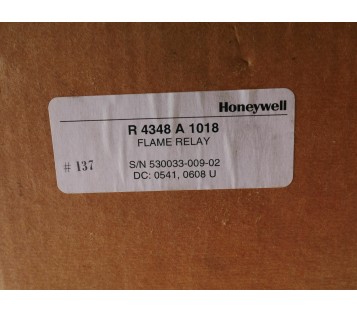 Honeywell
R 4348 A 1018
FLAME RELAY
# 137
S/N 530033-009-02
DC: 0541, 0608 U